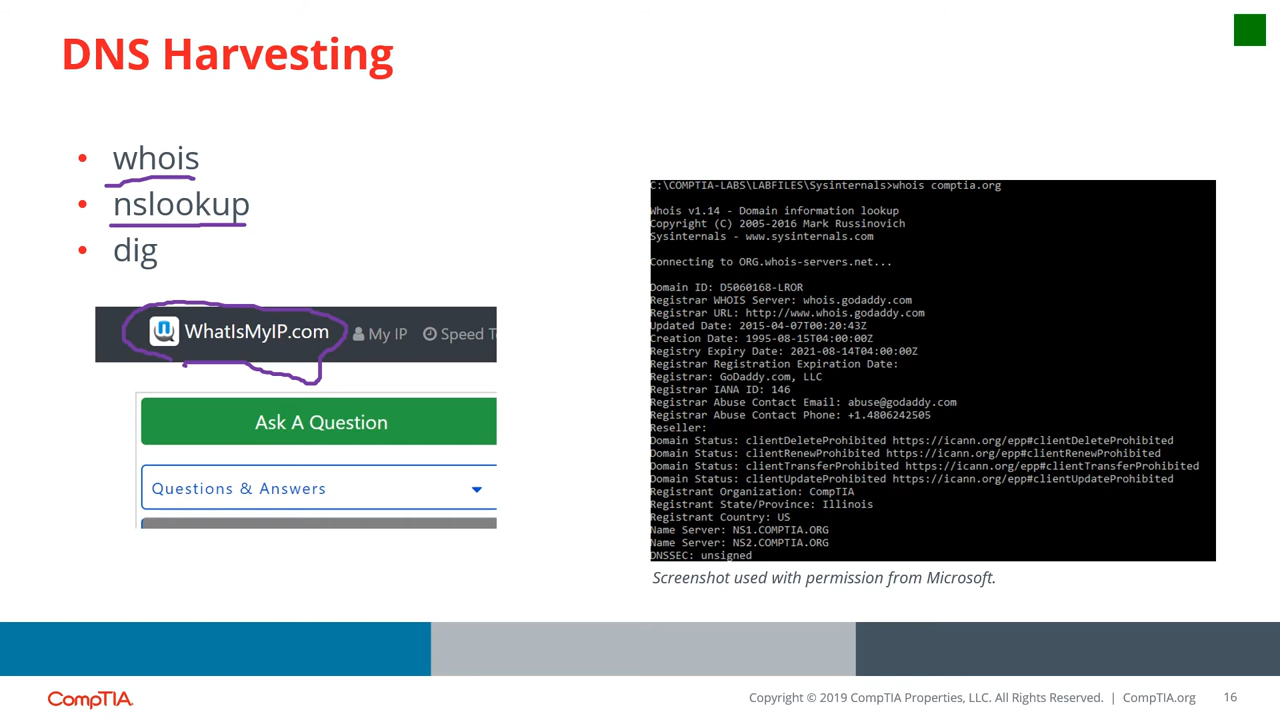 DNS Harvesting
• whois
• nslookup
• dig
WhatIsMyIP.com My IP Speed T
Ask A Question
Questions & Answers
C:\COMPTIA-LABS\LABFILES\Sysinternals>whois comptia.org
Whois v1.14 - Domain information lookup
Copyright (C) 2005-2016 Mark Russinovich
Sysinternals - www.sysinternals.com
Connecting to ORG.whois-servers.net...
Domain ID: D5060168-LROR
Registrar WHOIS Server: whois.godaddy.com
Registrar URL: http://www.whois.godaddy.com
Updated Date: 2015-04-07T00:20:43Z
Creation Date: 1995-08-15T04:00:00Z
Registry Expiry Date: 2021-08-14T04:00:00Z
Registrar Registration Expiration Date:
Registrar: GoDaddy.com, LLC
Registrar IANA ID: 146
Registrar Abuse Contact Email: abuse@godaddy.com
Registrar Abuse Contact Phone: +1.4806242505
Reseller:
Domain Status: clientDeleteProhibited https://icann.org/epp#clientDeleteProhibited
Domain Status: clientRenewProhibited https://icann.org/epp#clientRenewProhibited
Domain Status: clientTransferProhibited https://icann.org/epp#clientTransferProhibited
Domain Status: clientUpdateProhibited https://icann.org/epp#clientUpdateProhibited
Registrant Organization: CompTIA
Registrant State/Province: Illinois
Registrant Country: US
Name Server: NS1.COMPTIA.ORG
Name Server: NS2.COMPTIA.ORG
DNSSEC: unsigned
Screenshot used with permission from Microsoft.
CompTIA. Copyright © 2019 CompTIA Properties, LLC. All Rights Reserved. | CompTIA.org 16